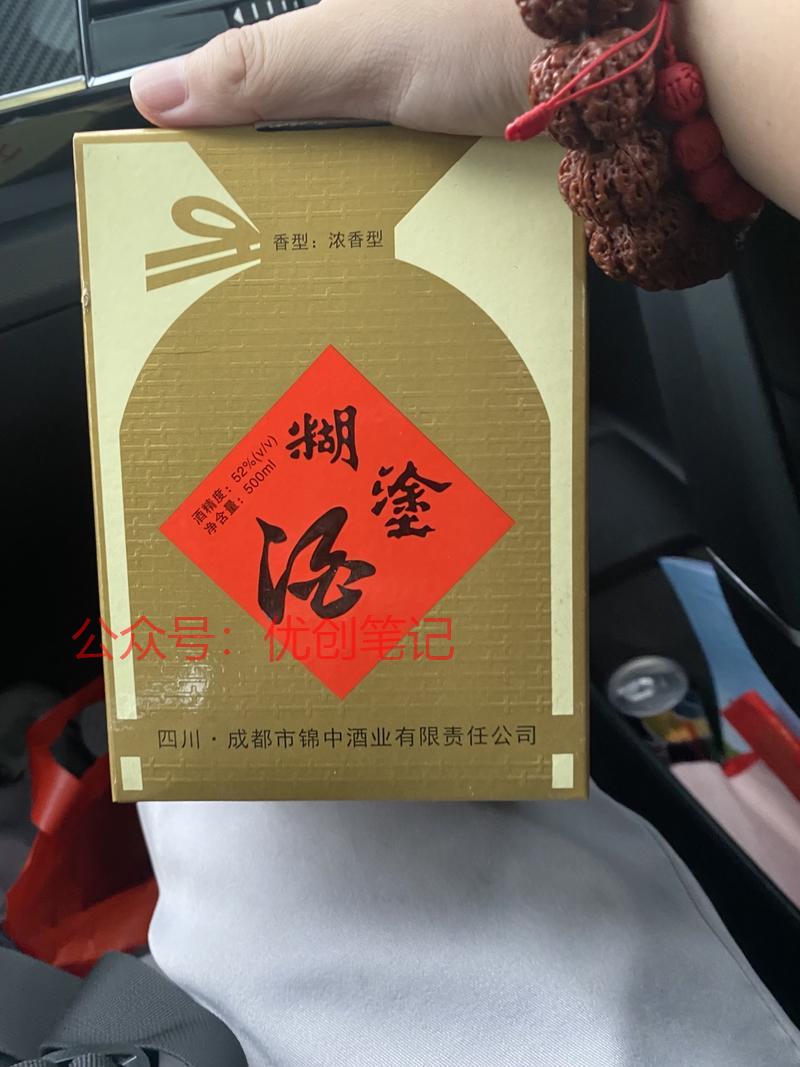 香型：浓香型
糊
塗
酒
酒精度：52%(v/v)
净含量：500ml
公众号：优创笔记
四川·成都市锦中酒业有限责任公司